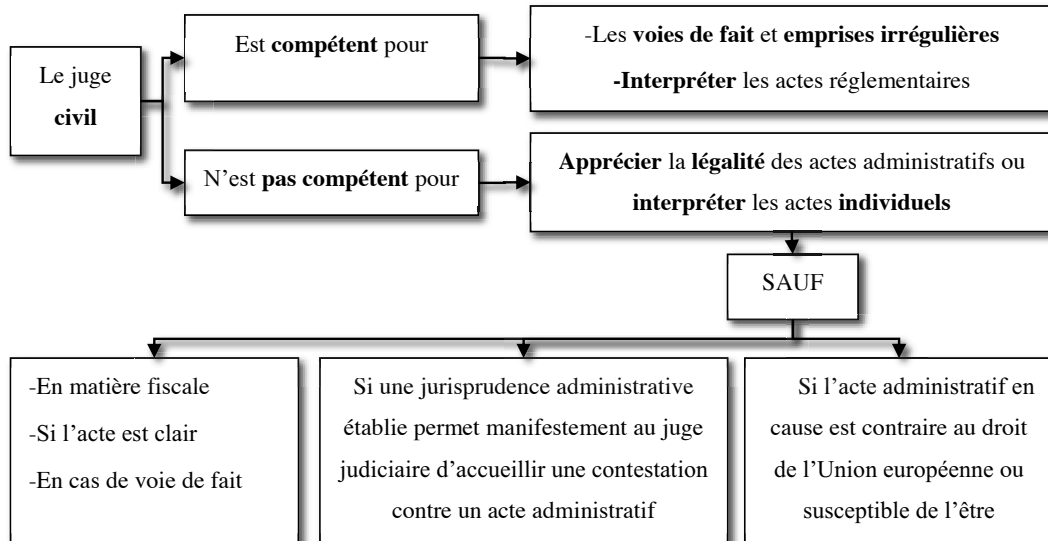 Le juge
civil
Est compétent pour
-Les voies de fait et emprises irrégulières
-Interpréter les actes réglementaires
N'est pas compétent pour
Apprécier la légalité des actes administratifs ou
interpréter les actes individuels
SAUF
-En matière fiscale
-Si l'acte est clair
-En cas de voie de fait
Si une jurisprudence administrative
établie permet manifestement au juge
judiciaire d'accueillir une contestation
contre un acte administratif
Si l'acte administratif en
cause est contraire au droit
de l'Union européenne ou
susceptible de l'être